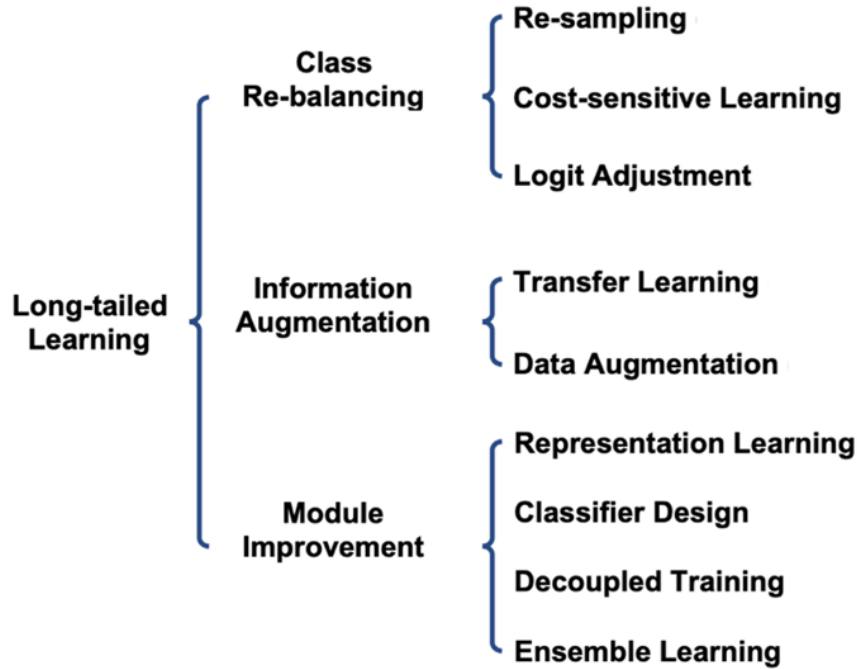 Long-tailed
Learning
Class
Re-balancing
Re-sampling
Cost-sensitive Learning
Logit Adjustment
Information
Augmentation
Transfer Learning
Data Augmentation
Module
Improvement
Representation Learning
Classifier Design
Decoupled Training
Ensemble Learning